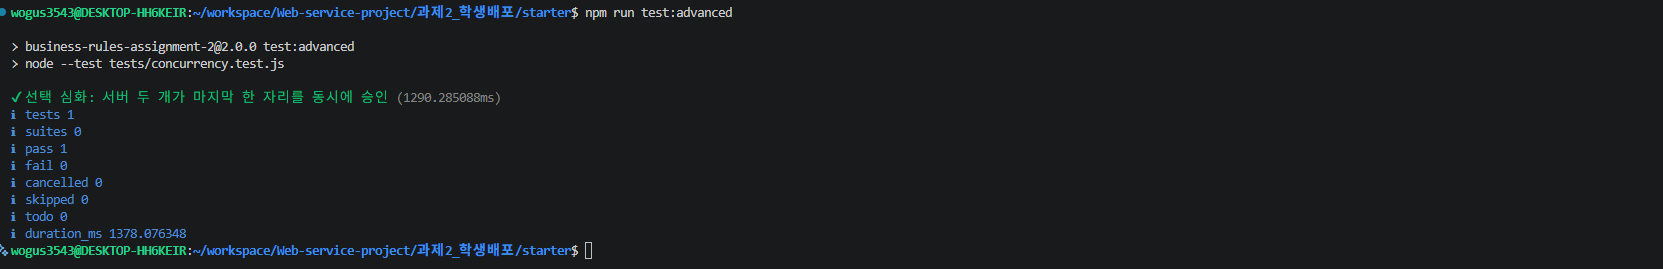 wogus3543@DESKTOP-HH6KEIR:~/workspace/Web-service-project/과제2_학생배포/starter$ npm run test:advanced
> business-rules-assignment-2@2.0.0 test:advanced
> node --test tests/concurrency.test.js
✔ 선택 심화: 서버 두 개가 마지막 한 자리를 동시에 승인 (1290.285088ms)
ℹ tests 1
ℹ suites 0
ℹ pass 1
ℹ fail 0
ℹ cancelled 0
ℹ skipped 0
ℹ todo 0
ℹ duration_ms 1378.076348
wogus3543@DESKTOP-HH6KEIR:~/workspace/Web-service-project/과제2_학생배포/starter$